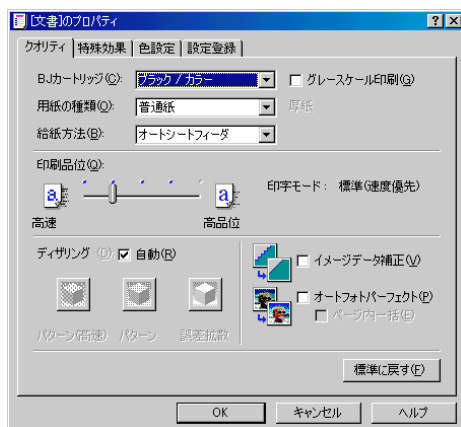 [文書]のプロパティ
クオリティ 特殊効果 色設定 設定登録
BJカートリッジ(C): ブラック / カラー グレースケール印刷(G)
用紙の種類(O): 普通紙 厚紙
給紙方法(B): オートシートフィーダ
印刷品位(Q):
a a 印字モード : 標準(速度優先)
高速 高品位
ディザリング (D) 自動(R) イメージデータ補正(V)
オートフォトパーフェクト(P)
ページ内一括(E)
パターン(高速) パターン 誤差拡散
標準に戻す(F)
OK キャンセル ヘルプ